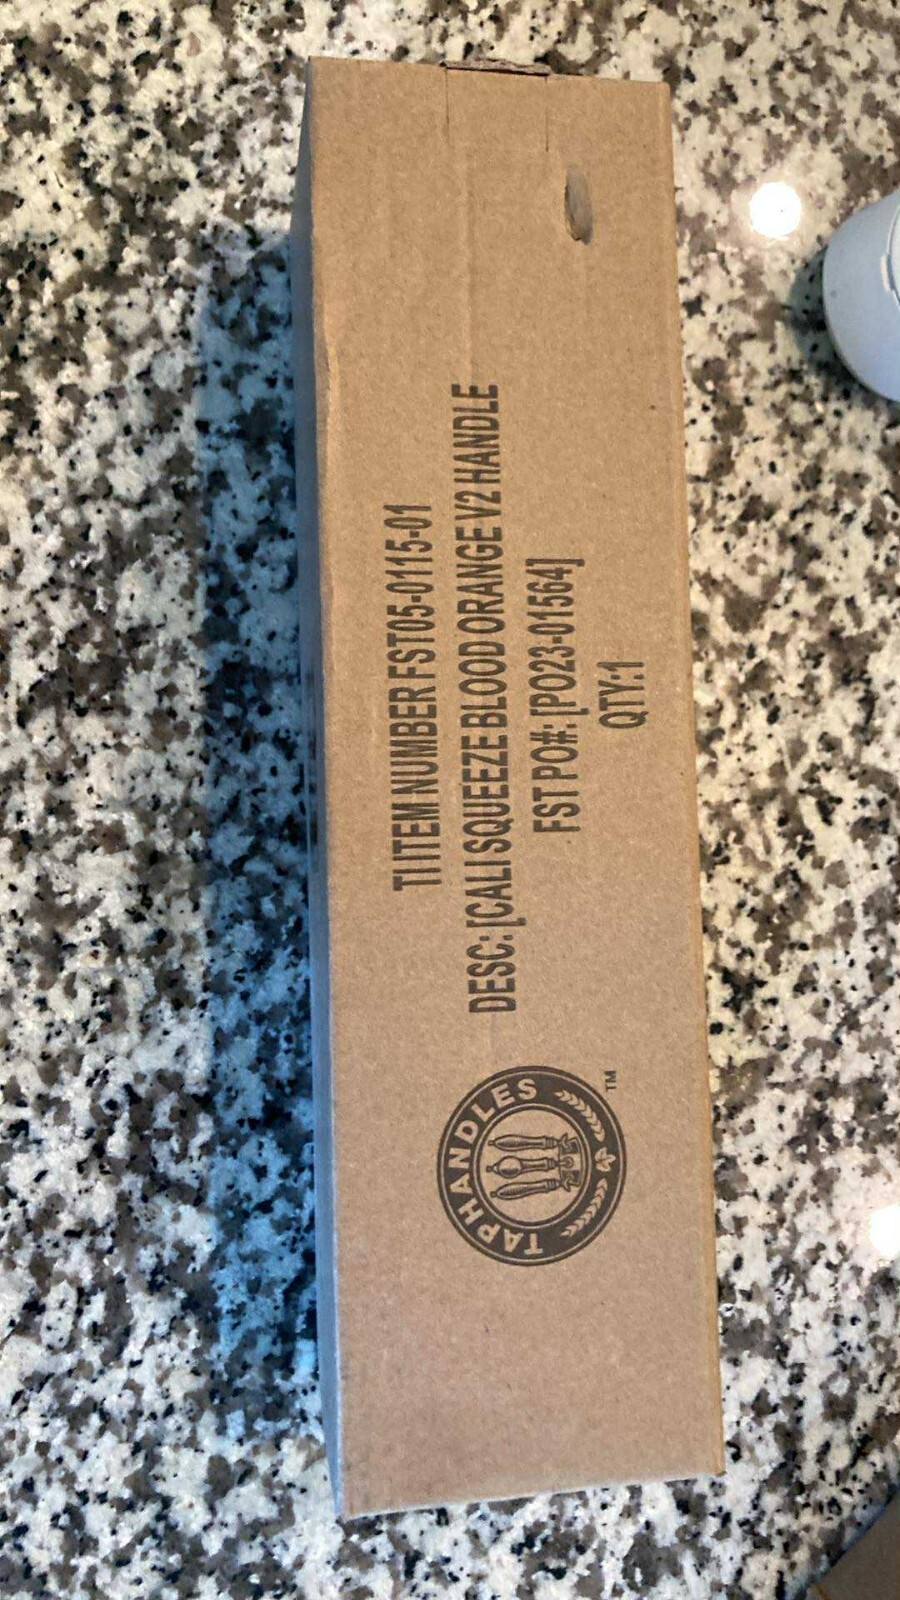 TI ITEM NUMBER FST05-0115-01
DESC: [CALI SQUEEZE BLOOD ORANGE V2 HANDLE
FST PO#: [PO23-01564]
QTY:1
TAPHANDLES
TM